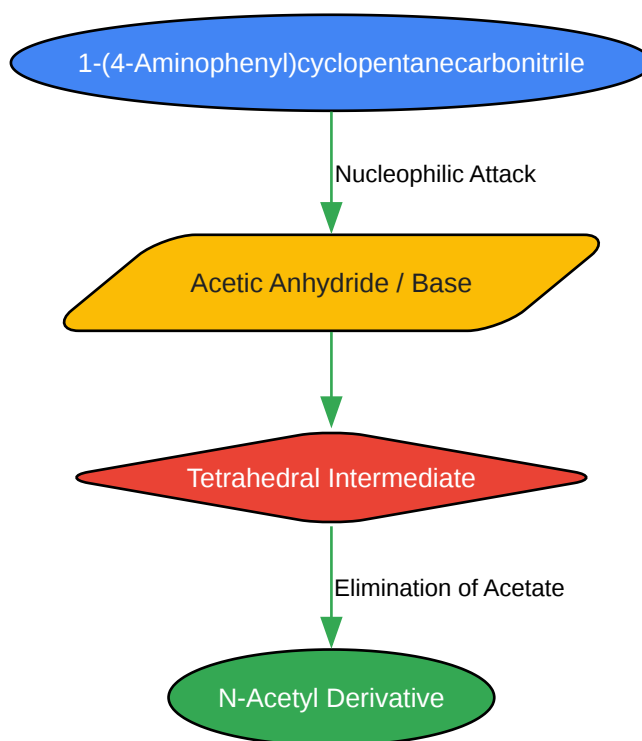 1-(4-Aminophenyl)cyclopentanecarbonitrile
Nucleophilic Attack
Acetic Anhydride / Base
Tetrahedral Intermediate
Elimination of Acetate
N-Acetyl Derivative